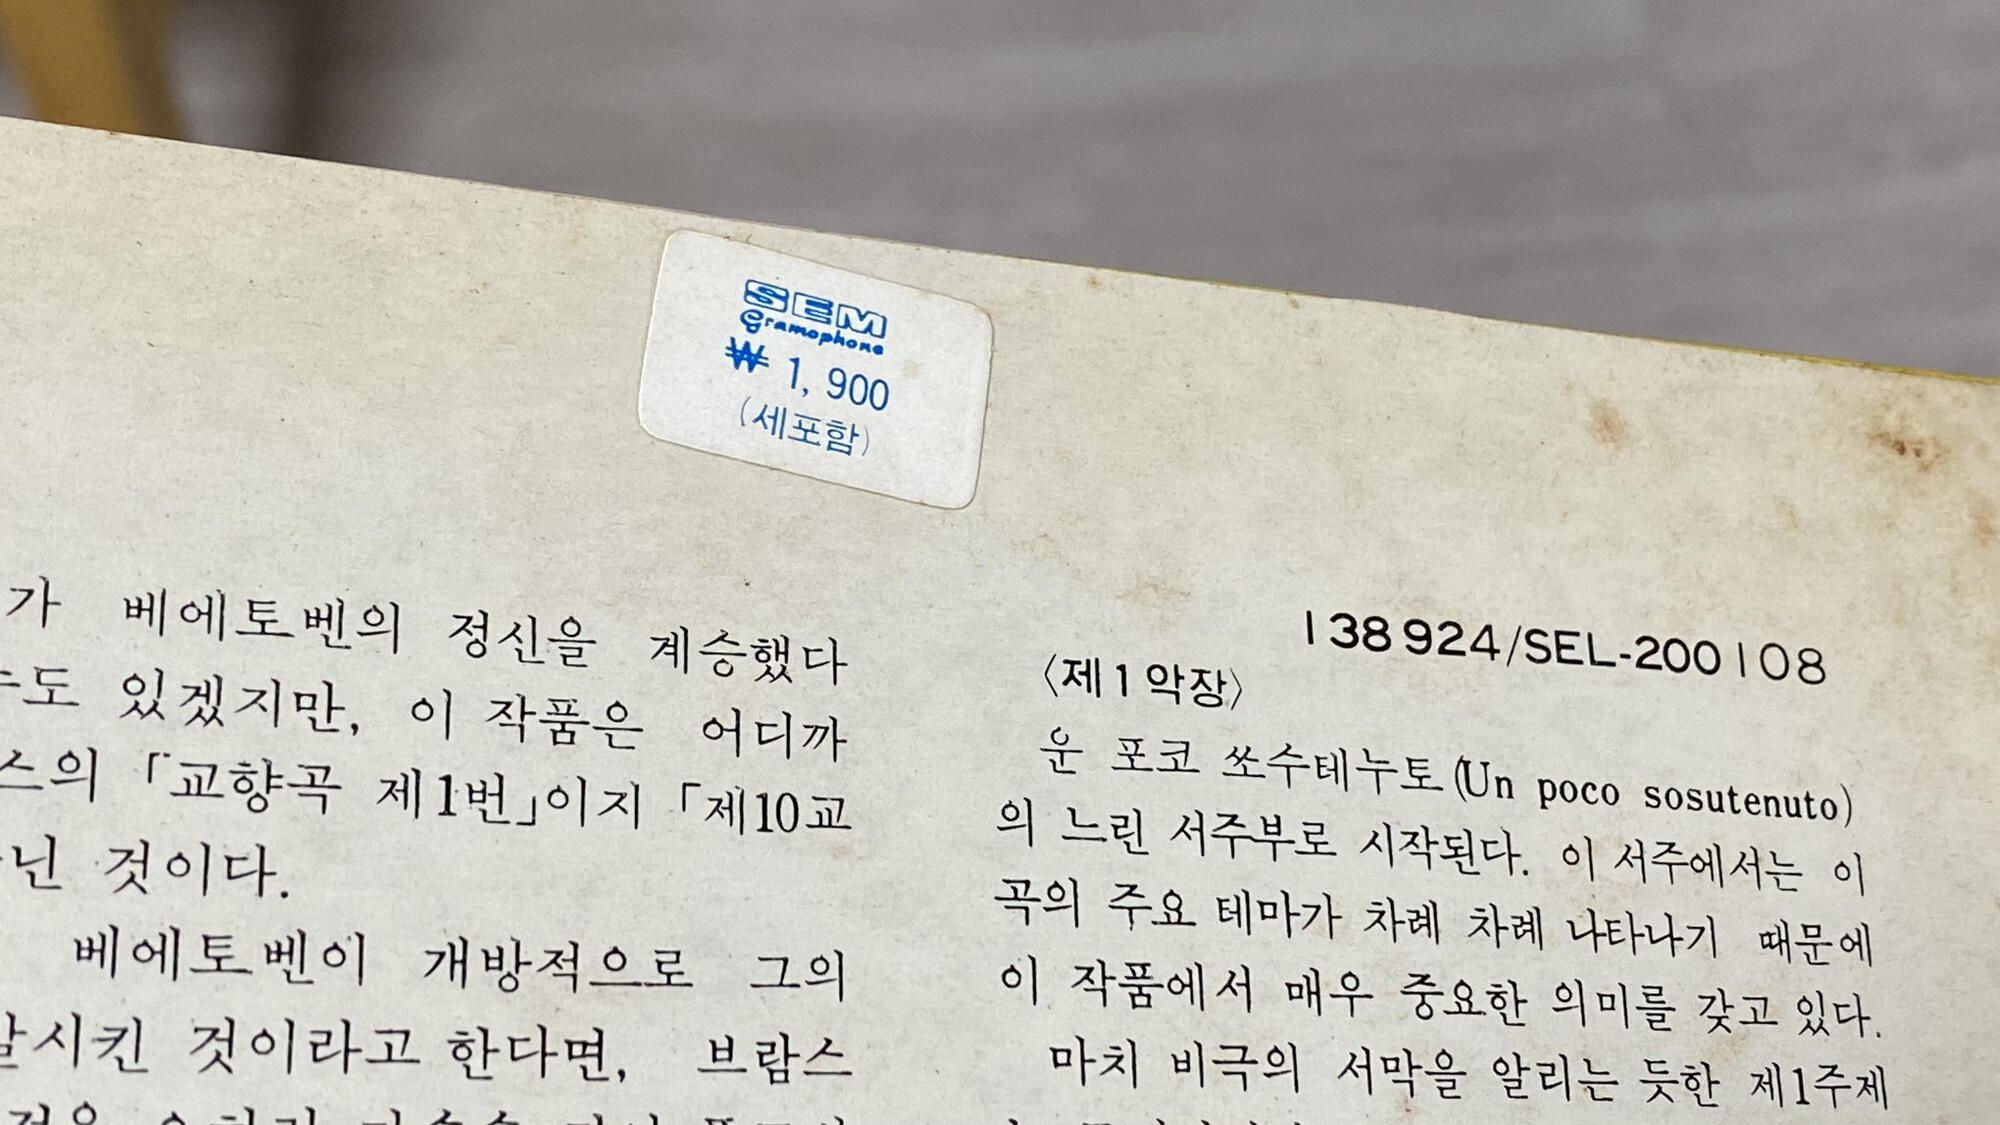 SEM
Gramophone
₩ 1,900
(세포함)
가 베에토벤의 정신을 계승했다
도 있겠지만, 이 작품은 어디까
스의 「교향곡 제1번」이지 「제10교
닌 것이다.
베에토벤이 개방적으로 그의
시킨 것이라고 한다면, 브람스
138 924/SEL-200108
〈제1악장〉
운 포코 쏘수테누토(Un poco sosutenuto)
의 느린 서주부로 시작된다. 이 서주에서는 이
곡의 주요 테마가 차례 차례 나타나기 때문에
이 작품에서 매우 중요한 의미를 갖고 있다.
마치 비극의 서막을 알리는 듯한 제1주제